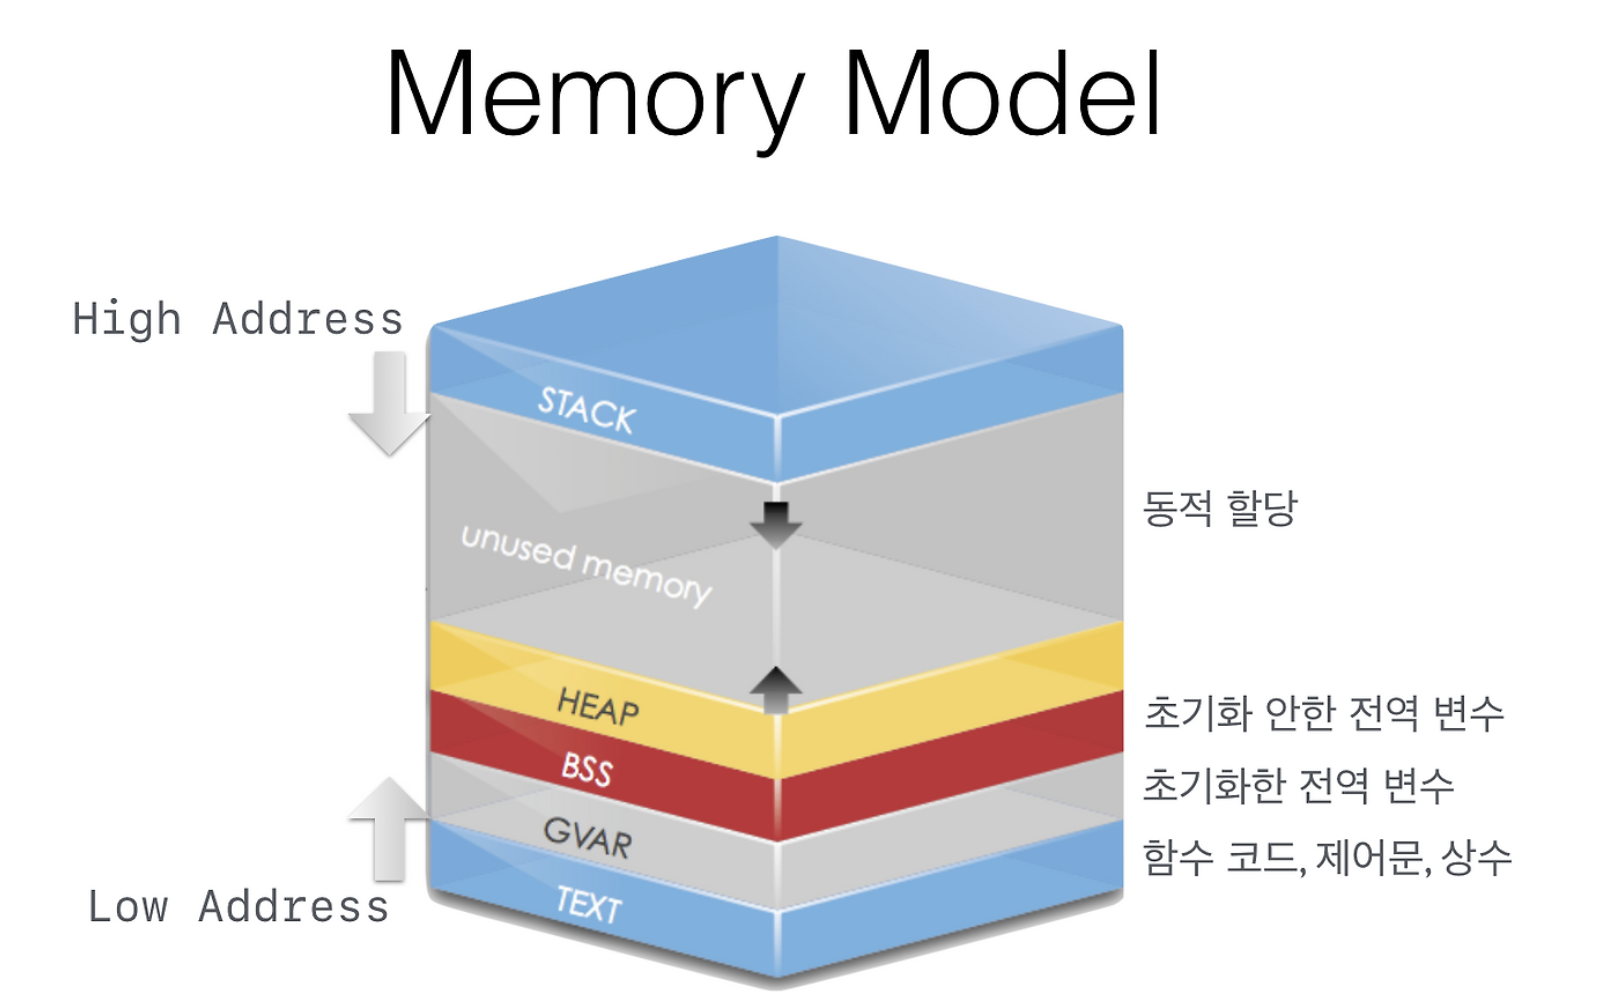 Memory Model
High Address
STACK
동적 할당
unused memory
HEAP
초기화 안한 전역 변수
BSS
초기화한 전역 변수
GVAR
함수 코드, 제어문, 상수
TEXT
Low Address